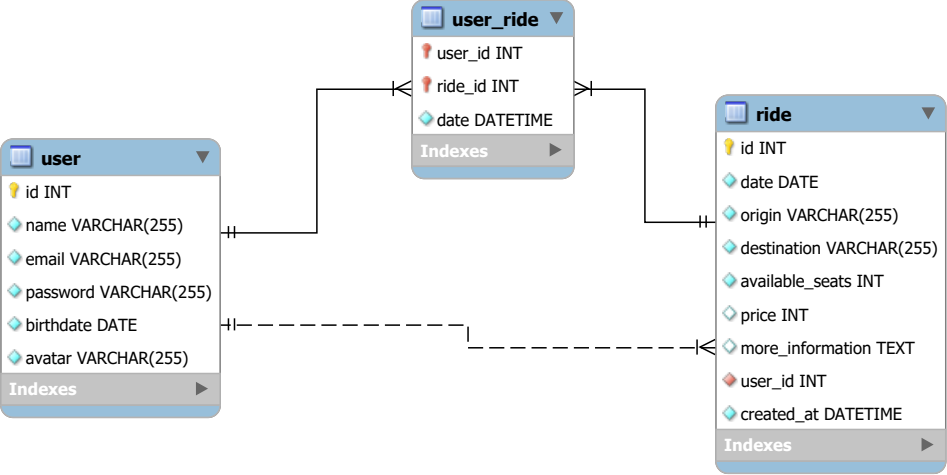 user_ride
user_id INT
ride_id INT
date DATETIME
Indexes
user
id INT
name VARCHAR(255)
email VARCHAR(255)
password VARCHAR(255)
birthdate DATE
avatar VARCHAR(255)
Indexes
ride
id INT
date DATE
origin VARCHAR(255)
destination VARCHAR(255)
available_seats INT
price INT
more_information TEXT
user_id INT
created_at DATETIME
Indexes